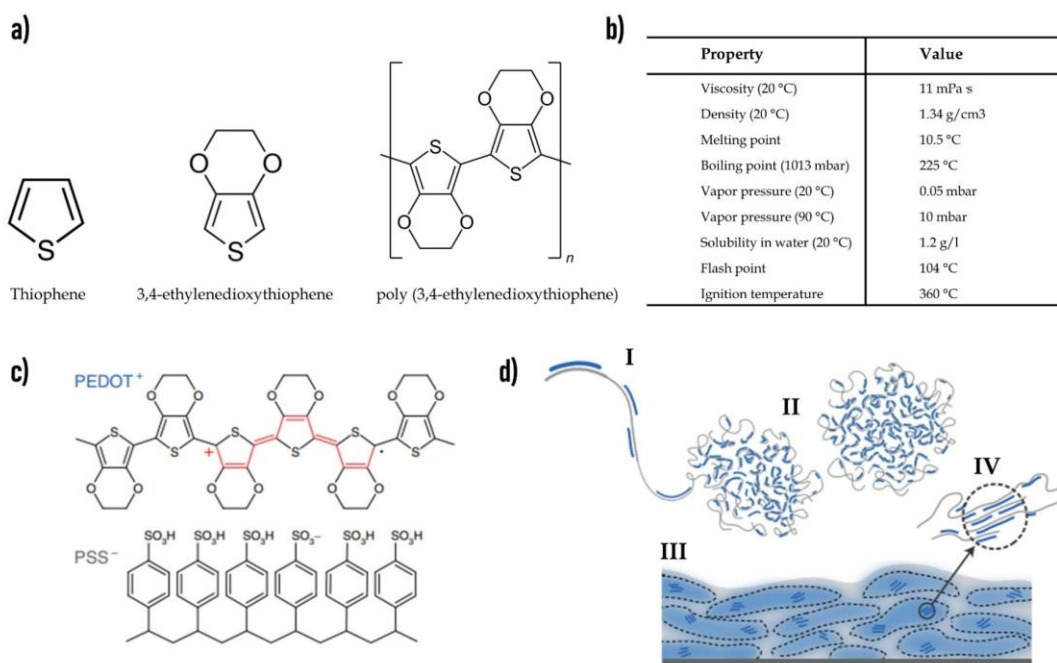 a)
O O
S
S
O O
S
O O
S
n
Thiophene 3,4-ethylenedioxythiophene poly (3,4-ethylenedioxythiophene)
b)
Property Value
Viscosity (20 °C) 11 mPa s
Density (20 °C) 1.34 g/cm3
Melting point 10.5 °C
Boiling point (1013 mbar) 225 °C
Vapor pressure (20 °C) 0.05 mbar
Vapor pressure (90 °C) 10 mbar
Solubility in water (20 °C) 1.2 g/l
Flash point 104 °C
Ignition temperature 360 °C
c)
PEDOT+
O O O O O O
S S S
+ .
S S S
O O O O O O
PSS−
SO₃H SO₃H SO₃H SO₃− SO₃H SO₃H
d)
I
II
IV
III